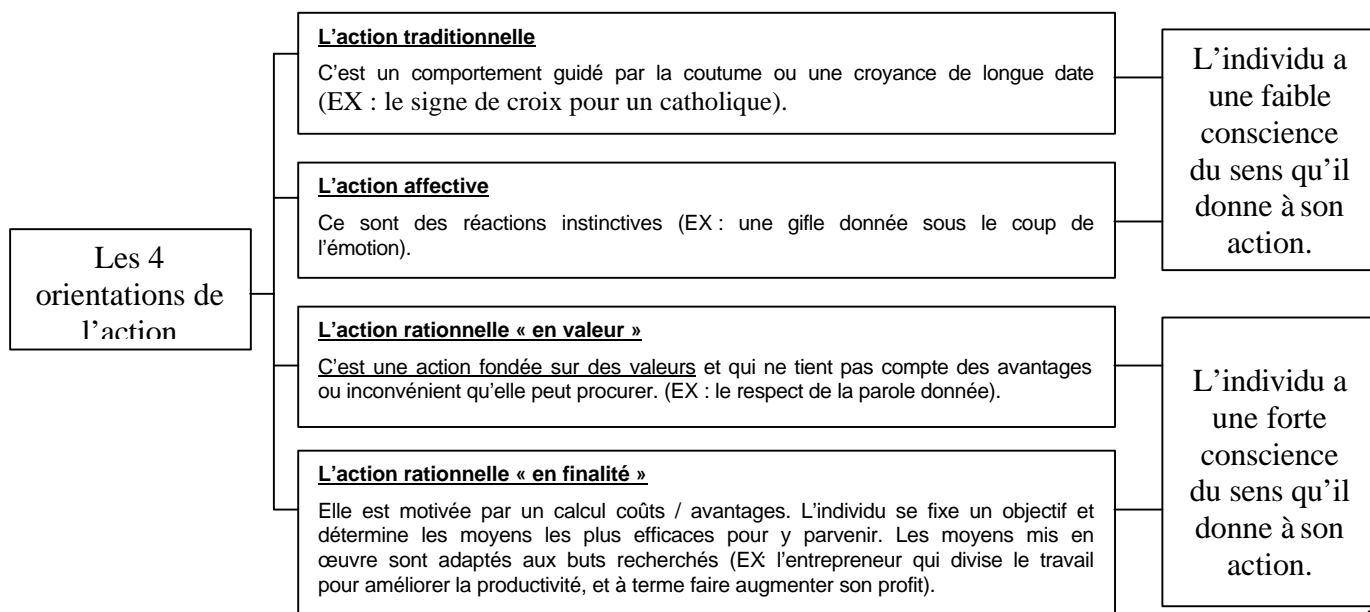 L'action traditionnelle
C'est un comportement guidé par la coutume ou une croyance de longue date
(EX : le signe de croix pour un catholique).
L'action affective
Ce sont des réactions instinctives (EX : une gifle donnée sous le coup de
l'émotion).
Les 4
orientations de
l'action
L'action rationnelle « en valeur »
C'est une action fondée sur des valeurs et qui ne tient pas compte des avantages
ou inconvénient qu'elle peut procurer. (EX : le respect de la parole donnée).
L'action rationnelle « en finalité »
Elle est motivée par un calcul coûts / avantages. L'individu se fixe un objectif et
détermine les moyens les plus efficaces pour y parvenir. Les moyens mis en
œuvre sont adaptés aux buts recherchés (EX: l'entrepreneur qui divise le travail
pour améliorer la productivité, et à terme faire augmenter son profit).
L'individu a
une faible
conscience
du sens qu'il
donne à son
action.
L'individu a
une forte
conscience
du sens qu'il
donne à son
action.